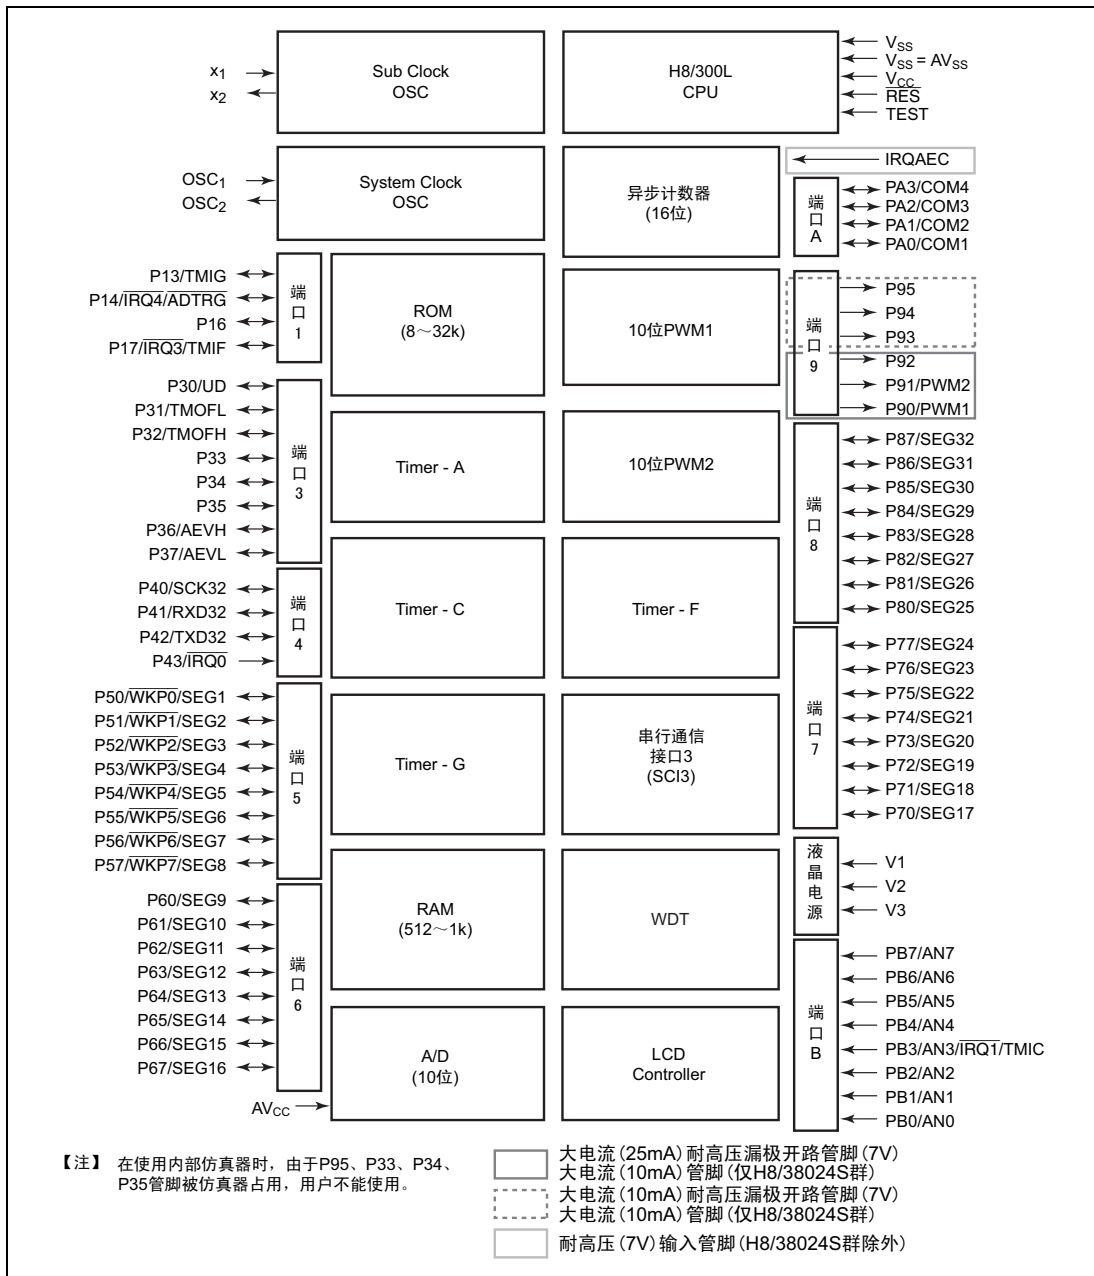 x1
x2
Sub Clock
OSC
H8/300L
CPU
VSS
VSS = AVSS
VCC
RES
TEST
OSC1
OSC2
System Clock
OSC
异步计数器
(16位)
IRQAEC
端口A
PA3/COM4
PA2/COM3
PA1/COM2
PA0/COM1
P13/TMIG
P14/IRQ4/ADTRG
P16
P17/IRQ3/TMIF
端口1
ROM
(8～32k)
10位PWM1
端口9
P95
P94
P93
P92
P91/PWM2
P90/PWM1
P30/UD
P31/TMOFL
P32/TMOFH
P33
P34
P35
P36/AEVH
P37/AEVL
端口3
Timer - A
10位PWM2
端口8
P87/SEG32
P86/SEG31
P85/SEG30
P84/SEG29
P83/SEG28
P82/SEG27
P81/SEG26
P80/SEG25
P40/SCK32
P41/RXD32
P42/TXD32
P43/IRQ0
端口4
Timer - C
Timer - F
端口7
P77/SEG24
P76/SEG23
P75/SEG22
P74/SEG21
P73/SEG20
P72/SEG19
P71/SEG18
P70/SEG17
P50/WKP0/SEG1
P51/WKP1/SEG2
P52/WKP2/SEG3
P53/WKP3/SEG4
P54/WKP4/SEG5
P55/WKP5/SEG6
P56/WKP6/SEG7
P57/WKP7/SEG8
端口5
Timer - G
串行通信
接口3
(SCI3)
液晶电源
V1
V2
V3
P60/SEG9
P61/SEG10
P62/SEG11
P63/SEG12
P64/SEG13
P65/SEG14
P66/SEG15
P67/SEG16
端口6
RAM
(512～1k)
WDT
端口B
PB7/AN7
PB6/AN6
PB5/AN5
PB4/AN4
PB3/AN3/IRQ1/TMIC
PB2/AN2
PB1/AN1
PB0/AN0
AVCC
A/D
(10位)
LCD
Controller
【注】 在使用内部仿真器时，由于P95、P33、P34、
P35管脚被仿真器占用，用户不能使用。
大电流(25mA)耐高压漏极开路管脚(7V)
大电流(10mA)管脚(仅H8/38024S群)
大电流(10mA)耐高压漏极开路管脚(7V)
大电流(10mA)管脚(仅H8/38024S群)
耐高压(7V)输入管脚(H8/38024S群除外)